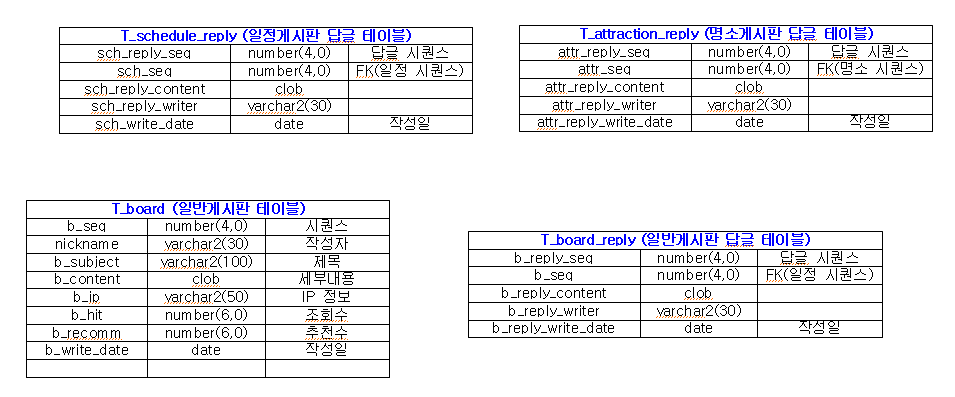 T_schedule_reply (일정게시판 답글 테이블)
sch_reply_seq number(4,0) 답글 시퀀스
sch_seq number(4,0) FK(일정 시퀀스)
sch_reply_content clob
sch_reply_writer varchar2(30)
sch_write_date date 작성일
T_attraction_reply (명소게시판 답글 테이블)
attr_reply_seq number(4,0) 답글 시퀀스
attr_seq number(4,0) FK(명소 시퀀스)
attr_reply_content clob
attr_reply_writer varchar2(30)
attr_reply_write_date date 작성일
T_board (일반게시판 테이블)
b_seq number(4,0) 시퀀스
nickname varchar2(30) 작성자
b_subject varchar2(100) 제목
b_content clob 세부내용
b_ip varchar2(50) IP 정보
b_hit number(6,0) 조회수
b_recomm number(6,0) 추천수
b_write_date date 작성일
T_board_reply (일반게시판 답글 테이블)
b_reply_seq number(4,0) 답글 시퀀스
b_seq number(4,0) FK(일정 시퀀스)
b_reply_content clob
b_reply_writer varchar2(30)
b_reply_write_date date 작성일